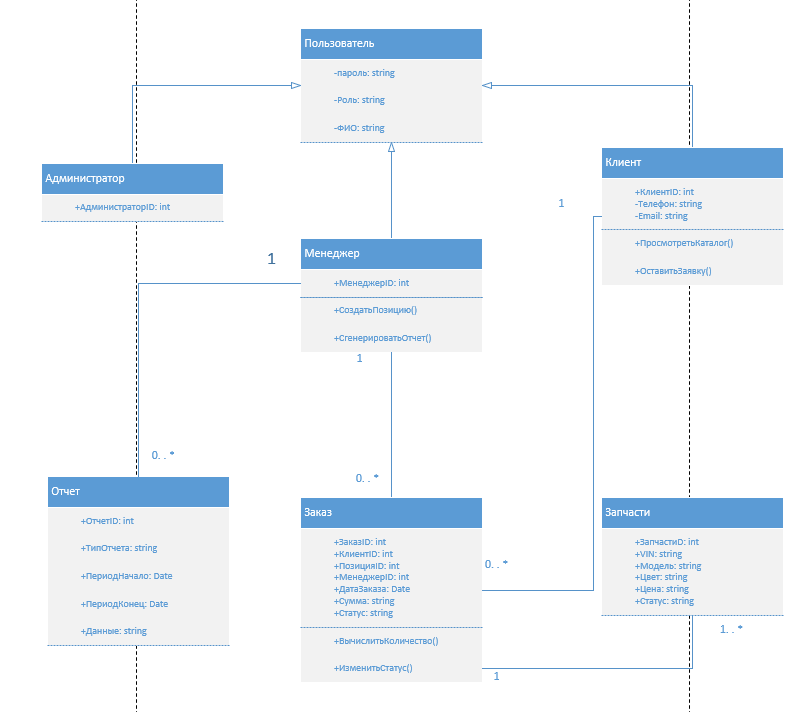 Пользователь
-пароль: string
-Роль: string
-ФИО: string
Администратор
+АдминистраторID: int
Клиент
+КлиентID: int
-Телефон: string
-Email: string
+ПросмотретьКаталог()
+ОставитьЗаявку()
1
1
Менеджер
+МенеджерID: int
+СоздатьПозицию()
+СгенерироватьОтчет()
1
0. . *
0. . *
Отчет
+ОтчетID: int
+ТипОтчета: string
+ПериодНачало: Date
+ПериодКонец: Date
+Данные: string
Заказ
+ЗаказID: int
+КлиентID: int
+ПозицияID: int
+МенеджерID: int
+ДатаЗаказа: Date
+Сумма: string
+Статус: string
+ВычислитьКоличество()
+ИзменитьСтатус()
0. . *
Запчасти
+ЗапчастиD: int
+VIN: string
+Модель: string
+Цвет: string
+Цена: string
+Статус: string
1. . *
1